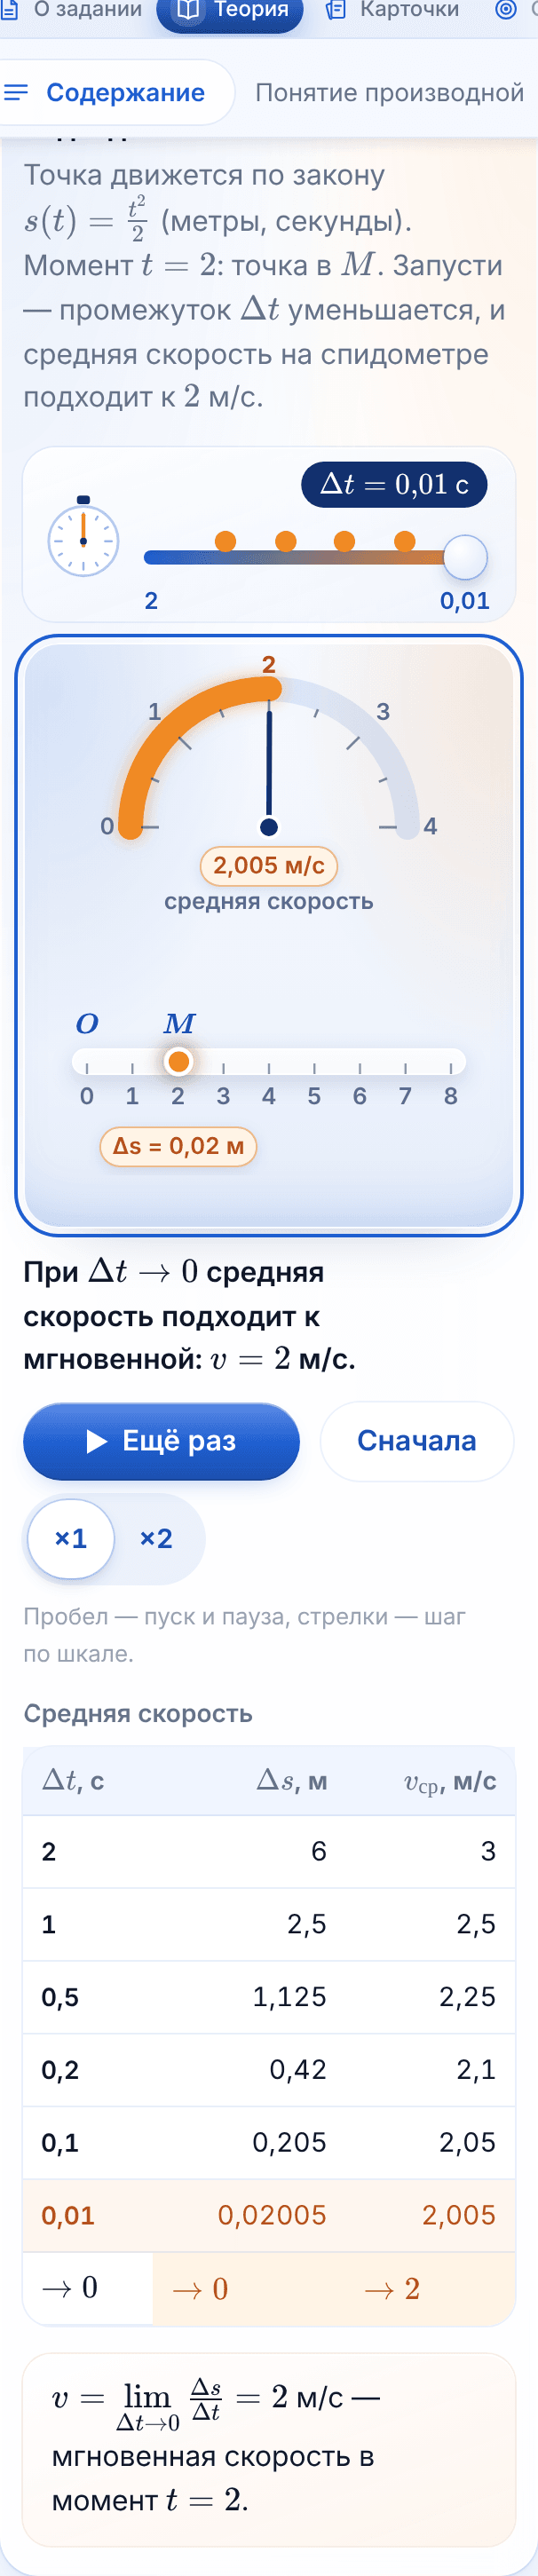 О задании Теория Карточки
Содержание Понятие производной
Точка движется по закону
s(t) = t²/2 (метры, секунды).
Момент t = 2: точка в M. Запусти
— промежуток Δt уменьшается, и
средняя скорость на спидометре
подходит к 2 м/с.
Δt = 0,01 с
2 0,01
2
1 3
0 4
2,005 м/с
средняя скорость
O M
0 1 2 3 4 5 6 7 8
Δs = 0,02 м
При Δt → 0 средняя
скорость подходит к
мгновенной: v = 2 м/с.
Ещё раз Сначала
×1 ×2
Пробел — пуск и пауза, стрелки — шаг
по шкале.
Средняя скорость
Δt, с Δs, м vср, м/с
2 6 3
1 2,5 2,5
0,5 1,125 2,25
0,2 0,42 2,1
0,1 0,205 2,05
0,01 0,02005 2,005
→ 0 → 0 → 2
v = lim Δt→0 Δs/Δt = 2 м/с —
мгновенная скорость в
момент t = 2.